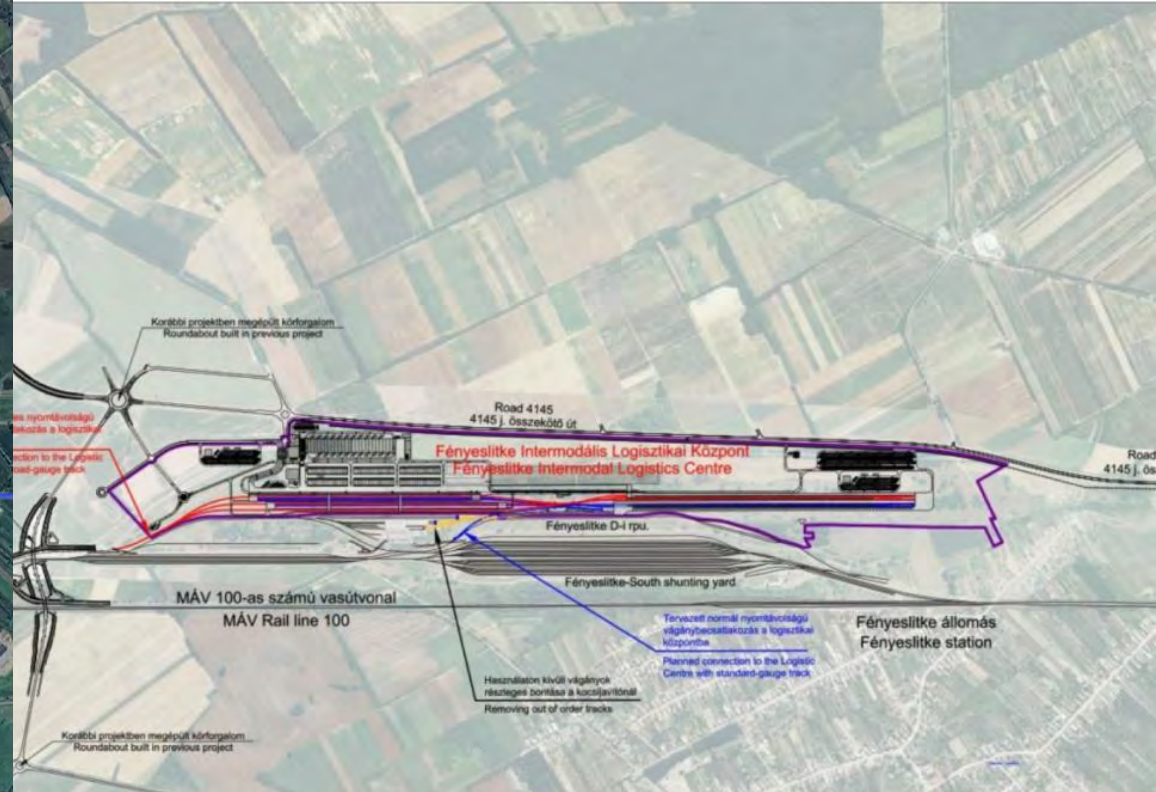 Korábbi projektben megépült körforgalom
Roundabout built in previous project
Road 4145
4145 j. összekötő út
es nyomtávolságú
a logisztikai
ection to the Logistic
oad-gauge track
Fényeslitke Intermodális Logisztikai Központ
Fényeslitke Intermodal Logistics Centre
Road
4145 j. ös
Fényeslitke D-i rpu.
Fényeslitke-South shunting yard
MÁV 100-as számú vasútvonal
MÁV Rail line 100
Tervezett normál nyomtávolságú
vágánybecsatlakozás a logisztikai
központba
Planned connection to the Logistic
Centre with standard-gauge track
Fényeslitke állomás
Fényeslitke station
Használaton kívüli vágányok
részleges bontása a kocsijavítónál
Removing out of order tracks
Korábbi projektben megépült körforgalom
Roundabout built in previous project